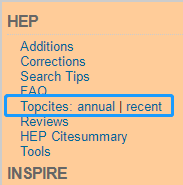 HEP
Additions
Corrections
Search Tips
FAQ
Topcites: annual | recent
Reviews
HEP Citesummary
Tools
INSPIRE